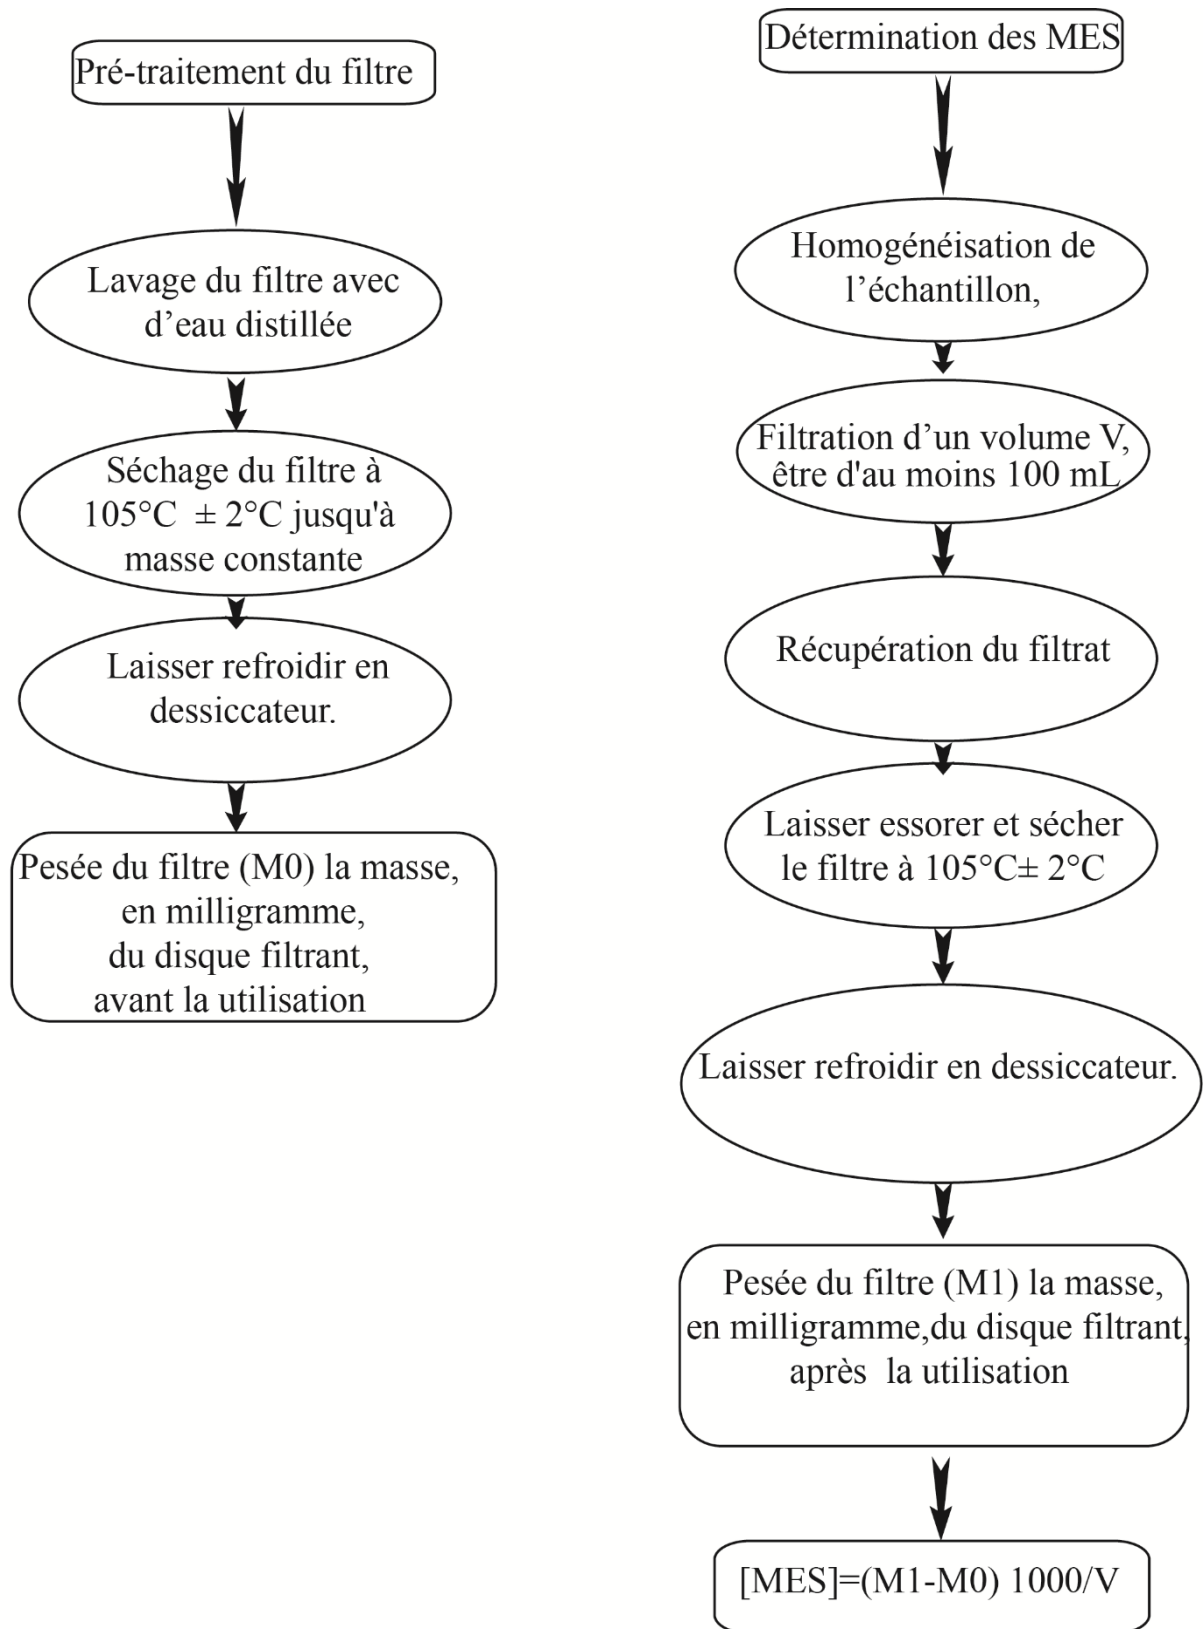 Pré-traitement du filtre
Lavage du filtre avec
d’eau distillée
Séchage du filtre à
105°C ± 2°C jusqu'à
masse constante
Laisser refroidir en
dessiccateur.
Pesée du filtre (M0) la masse,
en milligramme,
du disque filtrant,
avant la utilisation
Détermination des MES
Homogénéisation de
l’échantillon,
Filtration d’un volume V,
être d'au moins 100 mL
Récupération du filtrat
Laisser essorer et sécher
le filtre à 105°C± 2°C
Laisser refroidir en dessiccateur.
Pesée du filtre (M1) la masse,
en milligramme,du disque filtrant,
après la utilisation
[MES]=(M1-M0) 1000/V